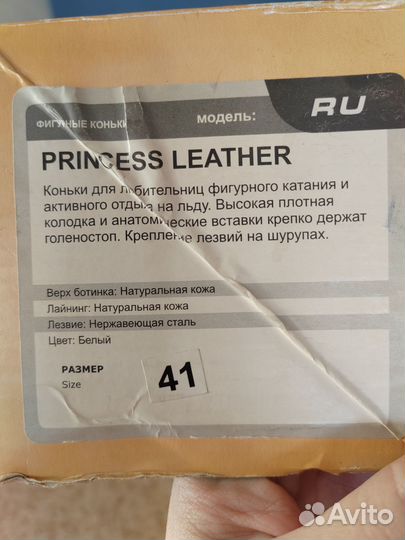 RU
ФИГУРНЫЕ КОНЬКИ модель:
PRINCESS LEATHER
Коньки для любительниц фигурного катания и
активного отдыха на льду. Высокая плотная
колодка и анатомические вставки крепко держат
голеностоп. Крепление лезвий на шурупах.
Верх ботинка: Натуральная кожа
Лайнинг: Натуральная кожа
Лезвие: Нержавеющая сталь
Цвет: Белый
РАЗМЕР
Size
41
Avito